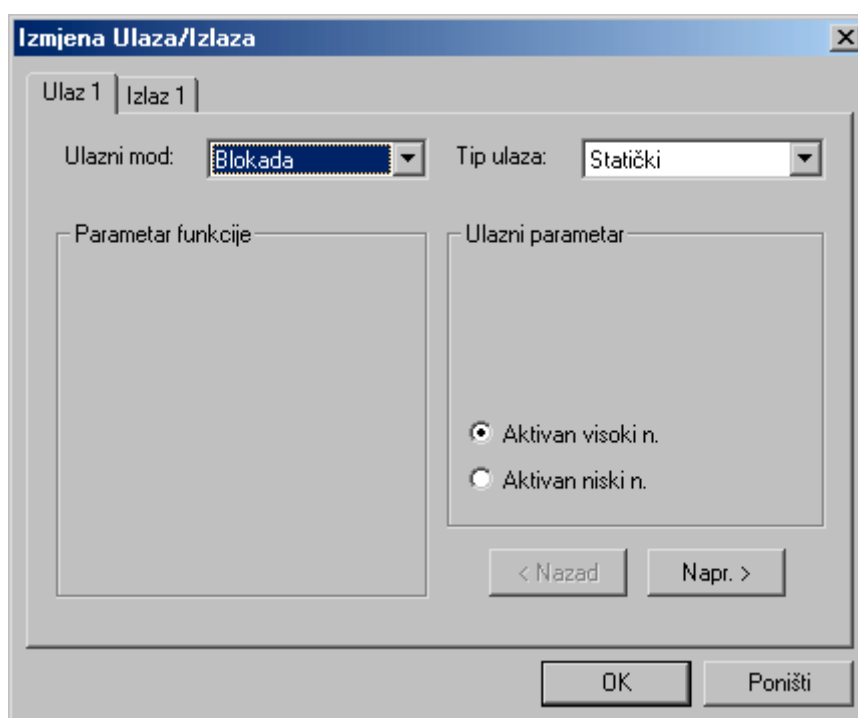 Izmjena Ulaza/Izlaza
Ulaz 1 Izlaz 1
Ulazni mod: Blokada Tip ulaza: Statički
Parametar funkcije Ulazni parametar
Aktivan visoki n.
Aktivan niski n.
< Nazad Napr. >
OK Poništi